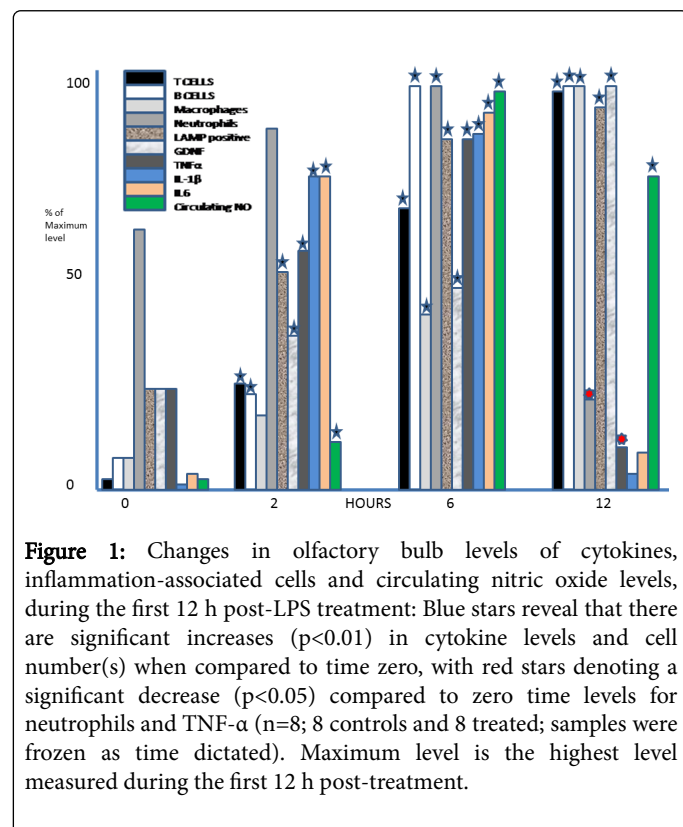 100
T CELLS
B CELLS
Macrophages
Neutrophils
LAMP positive
GDNF
TNFα
IL-1β
IL6
Circulating NO
% of
Maximum
level
50
0
0 2 HOURS 6 12
Figure 1: Changes in olfactory bulb levels of cytokines,
inflammation-associated cells and circulating nitric oxide levels,
during the first 12 h post-LPS treatment: Blue stars reveal that there
are significant increases (p<0.01) in cytokine levels and cell
number(s) when compared to time zero, with red stars denoting a
significant decrease (p<0.05) compared to zero time levels for
neutrophils and TNF-α (n=8; 8 controls and 8 treated; samples were
frozen as time dictated). Maximum level is the highest level
measured during the first 12 h post-treatment.